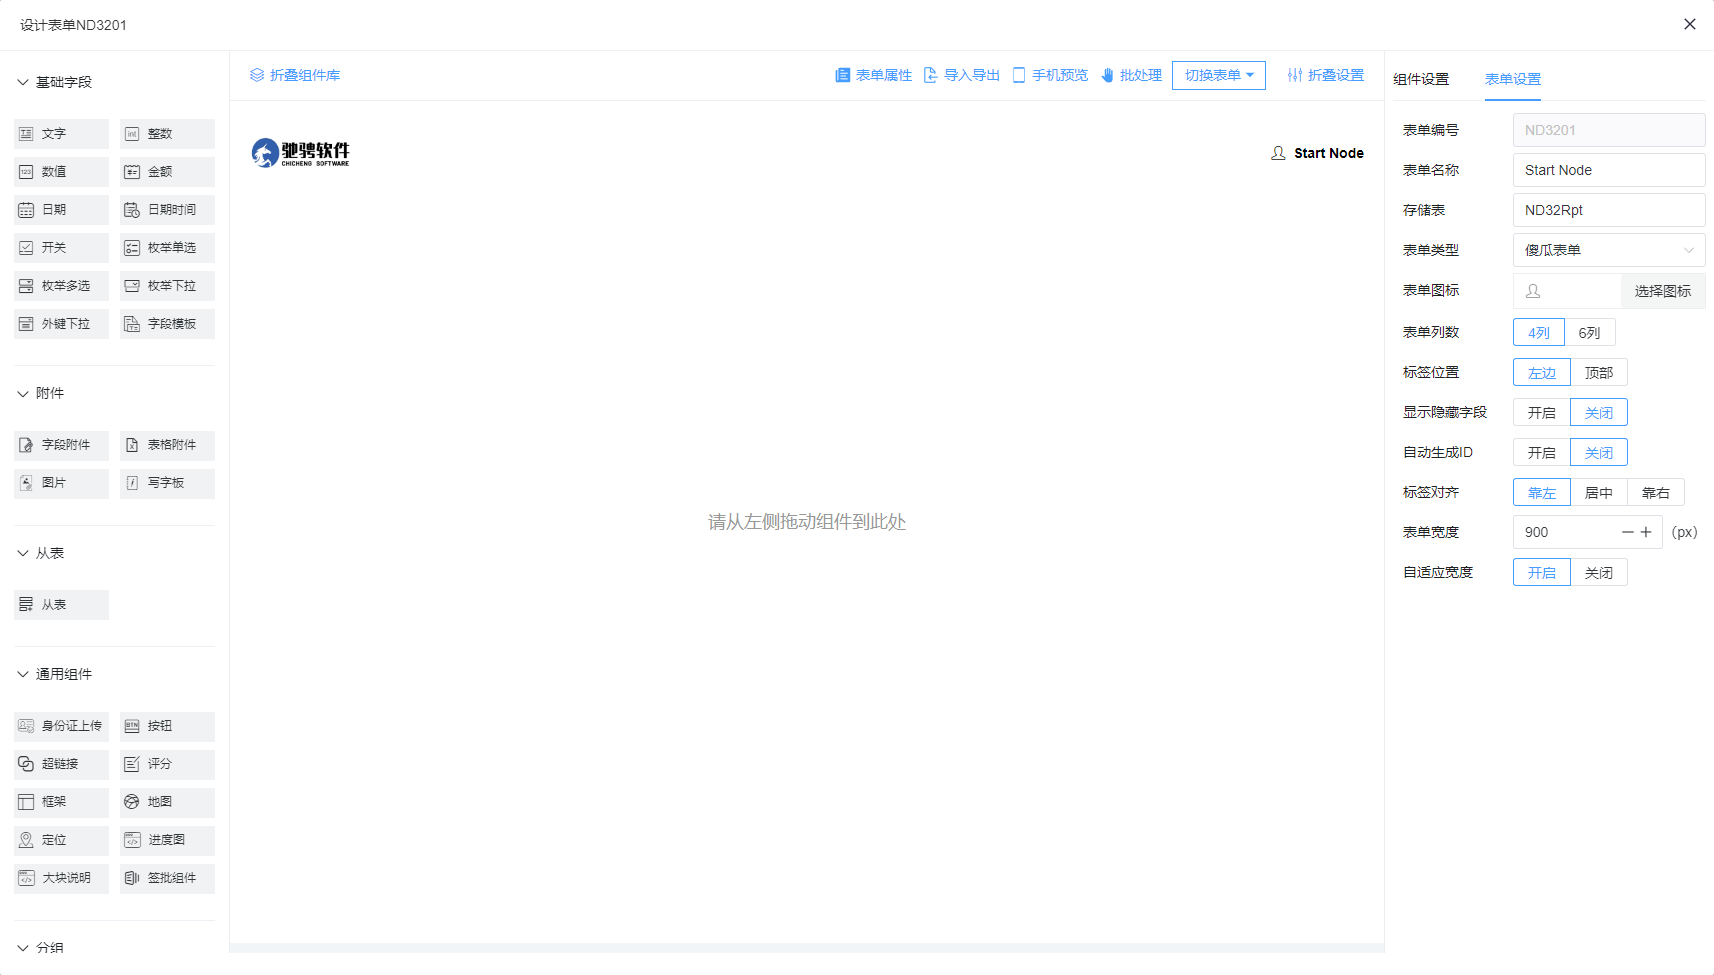 设计表单ND3201
基础字段
文字
整数
数值
金额
日期
日期时间
开关
枚举单选
枚举多选
枚举下拉
外键下拉
字段模板
附件
字段附件
表格附件
图片
写字板
从表
从表
通用组件
身份证上传
按钮
超链接
评分
框架
地图
定位
进度图
大块说明
签批组件
分组
折叠组件库
表单属性
导入导出
手机预览
批处理
切换表单
折叠设置
驰骋软件
CHICHENG SOFTWARE
Start Node
请从左侧拖动组件到此处
组件设置
表单设置
表单编号 ND3201
表单名称 Start Node
存储表 ND32Rpt
表单类型 傻瓜表单
表单图标 选择图标
表单列数 4列 6列
标签位置 左边 顶部
显示隐藏字段 开启 关闭
自动生成ID 开启 关闭
标签对齐 靠左 居中 靠右
表单宽度 900 (px)
自适应宽度 开启 关闭